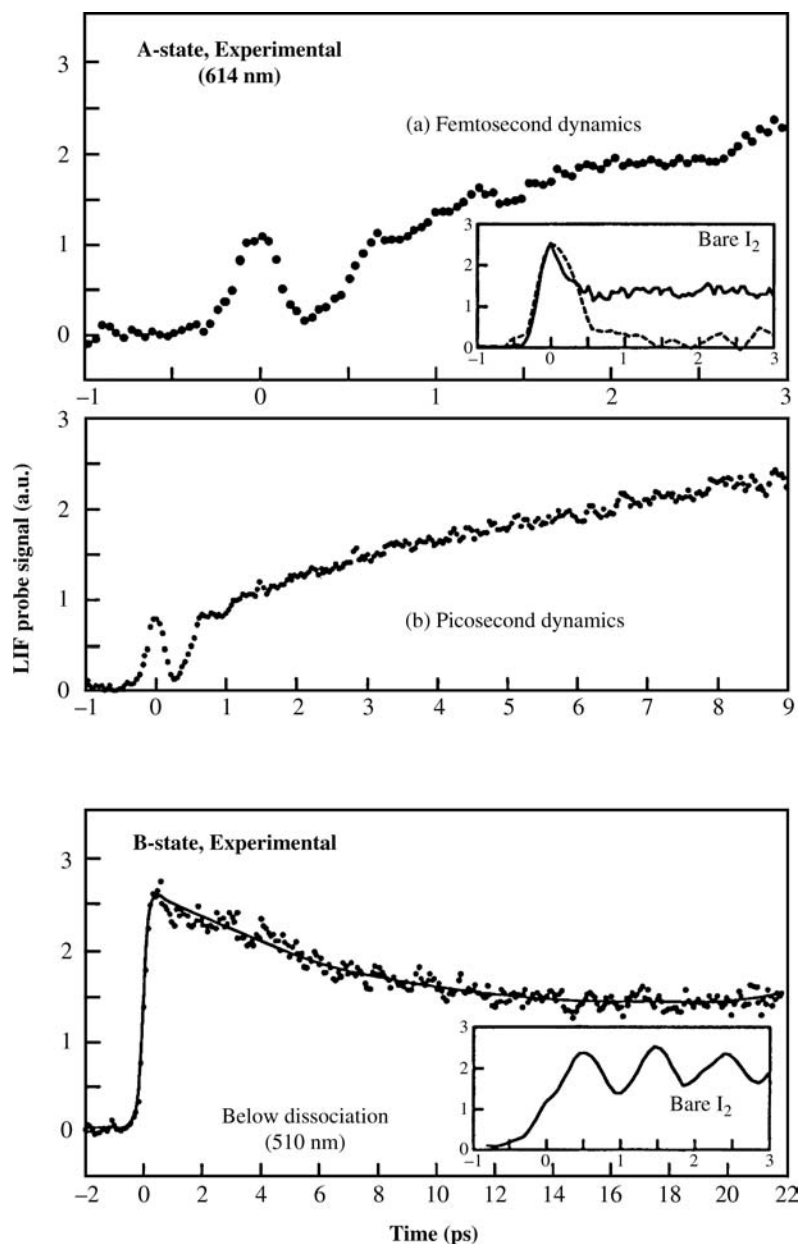 A-state, Experimental
(614 nm)
(a) Femtosecond dynamics
3
2
1
0
Bare I₂
3
2
1
0
−1 0 1 2 3
−1 0 1 2 3
3
2
1
0
(b) Picosecond dynamics
−1 0 1 2 3 4 5 6 7 8 9
LIF probe signal (a.u.)
B-state, Experimental
3
2
1
0
Below dissociation
(510 nm)
3
2
1
0
Bare I₂
−1 0 1 2 3
−2 0 2 4 6 8 10 12 14 16 18 20 22
Time (ps)